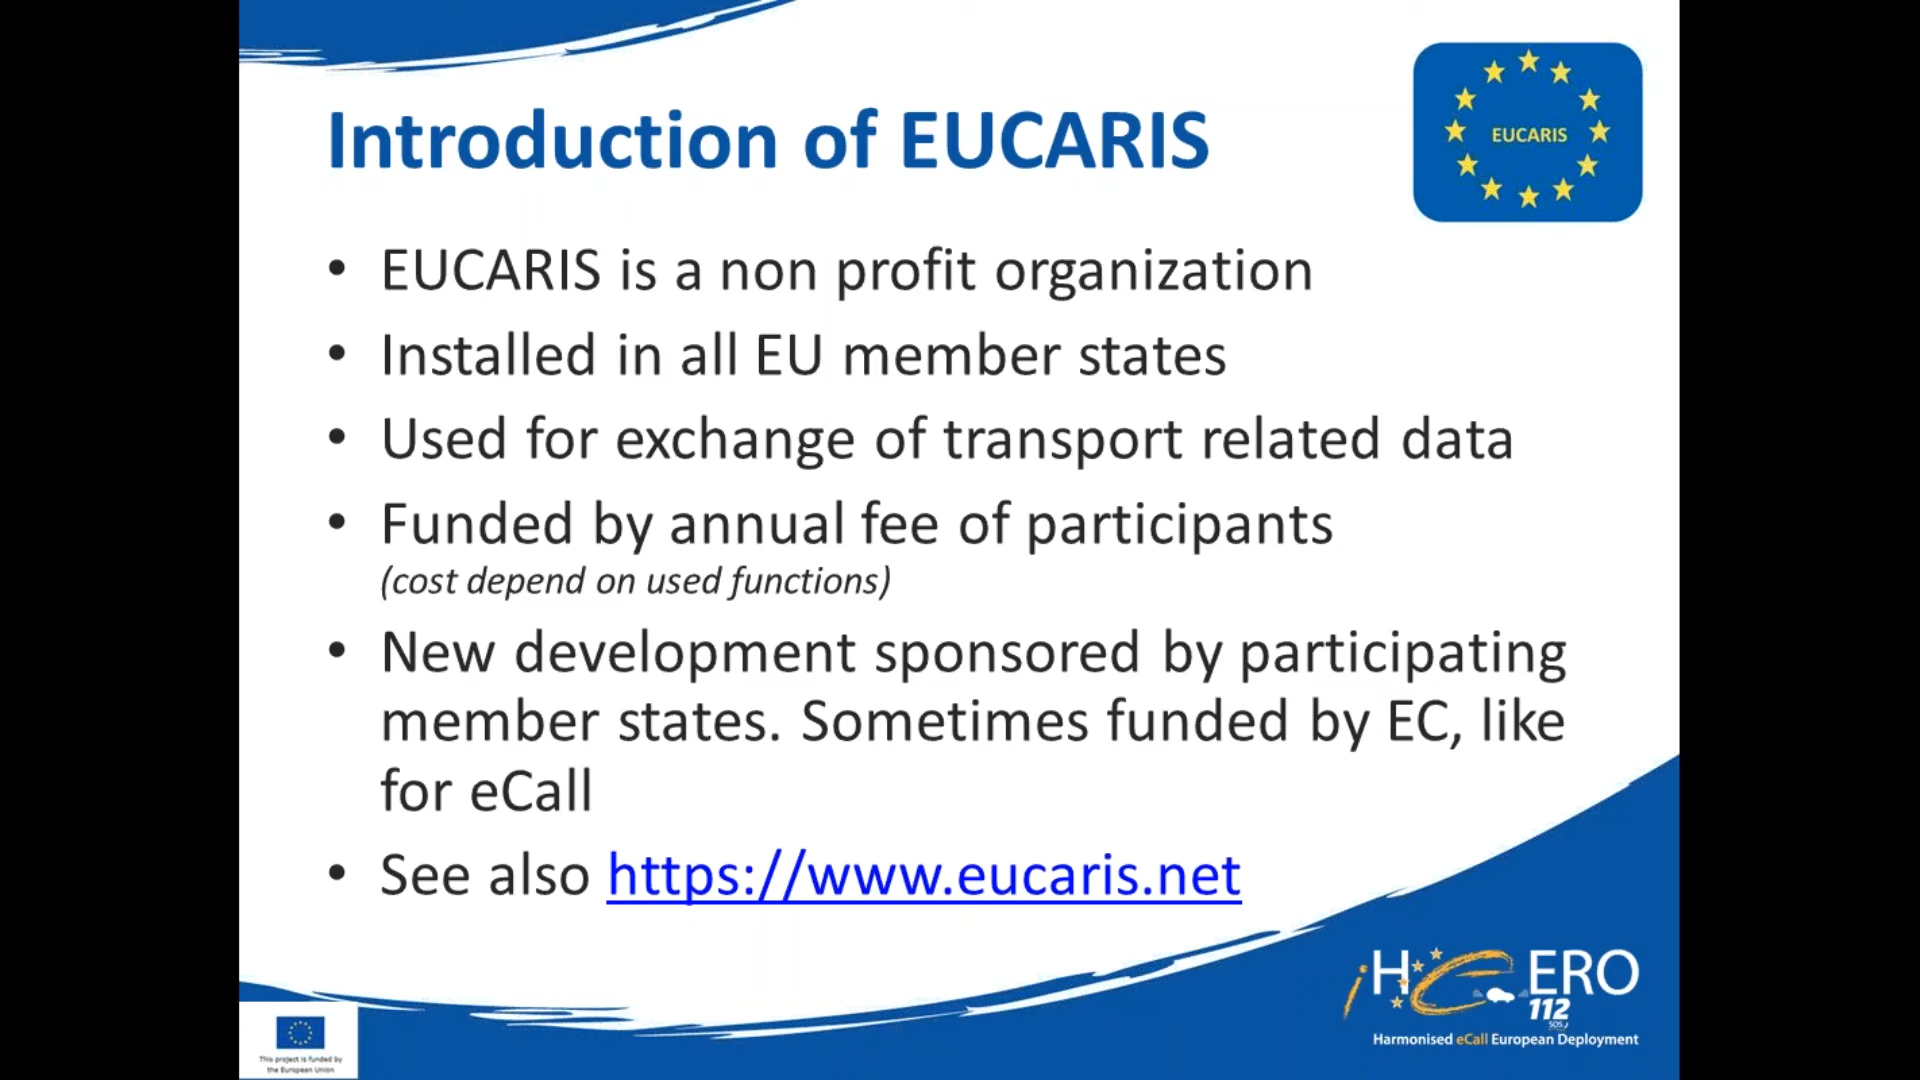 Introduction of EUCARIS
EUCARIS
• EUCARIS is a non profit organization
• Installed in all EU member states
• Used for exchange of transport related data
• Funded by annual fee of participants
(cost depend on used functions)
• New development sponsored by participating
member states. Sometimes funded by EC, like
for eCall
• See also https://www.eucaris.net
iHeERO
112
SOS
Harmonised eCall European Deployment
This project is funded by
the European Union